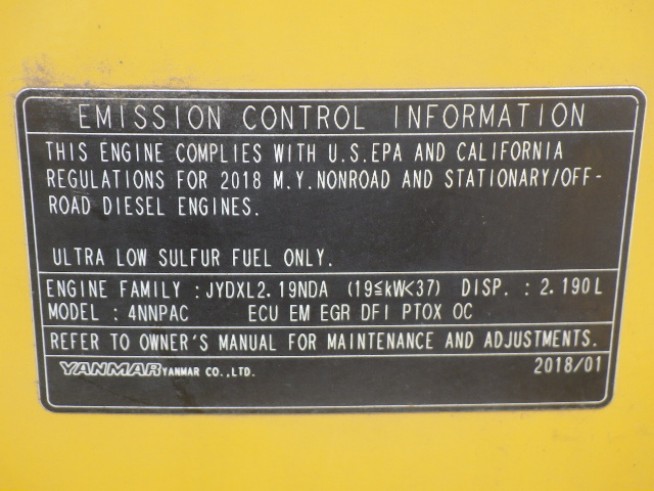 EMISSION CONTROL INFORMATION
THIS ENGINE COMPLIES WITH U.S.EPA AND CALIFORNIA
REGULATIONS FOR 2018 M.Y.NONROAD AND STATIONARY/OFF-
ROAD DIESEL ENGINES.
ULTRA LOW SULFUR FUEL ONLY.
ENGINE FAMILY : JYDXL2.19NDA (19≦kW<37) DISP. : 2.190L
MODEL : 4NNPAC ECU EM EGR DFI PTOX OC
REFER TO OWNER'S MANUAL FOR MAINTENANCE AND ADJUSTMENTS.
YANMAR YANMAR CO.,LTD. 2018/01